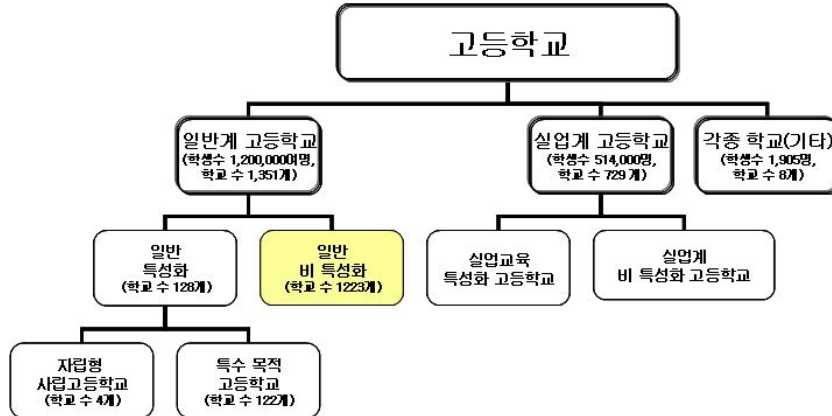 고등학교
일반계 고등학교
(학생수 1,200,000여명,
학교 수 1,351개)
실업계 고등학교
(학생수 514,000명,
학교수 729개)
각종 학교(기타)
(학생수 1,905명,
학교 수 8개)
일반
특성화
(학교 수 128개)
일반
비 특성화
(학교 수 1223개)
실업교육
특성화 고등학교
실업계
비 특성화 고등학교
자립형
사립고등학교
(학교 수 4개)
특수 목적
고등학교
(학교 수 122개)